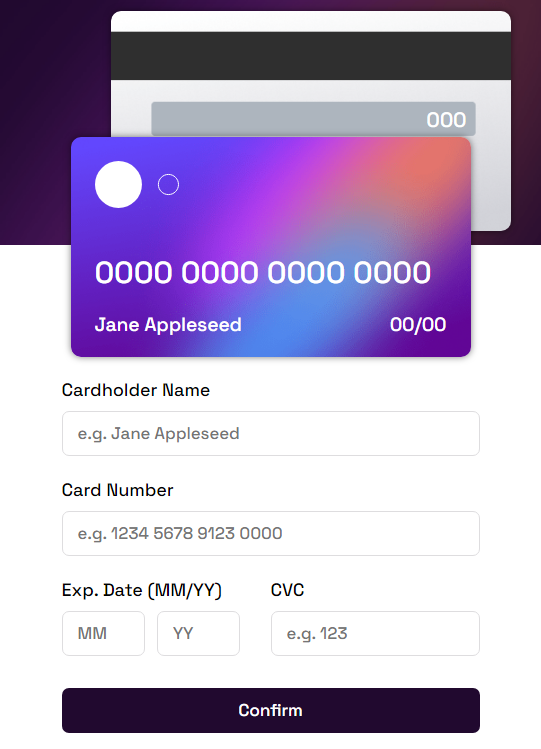 000
0000 0000 0000 0000
Jane Appleseed 00/00
Cardholder Name
e.g. Jane Appleseed
Card Number
e.g. 1234 5678 9123 0000
Exp. Date (MM/YY) CVC
MM YY e.g. 123
Confirm